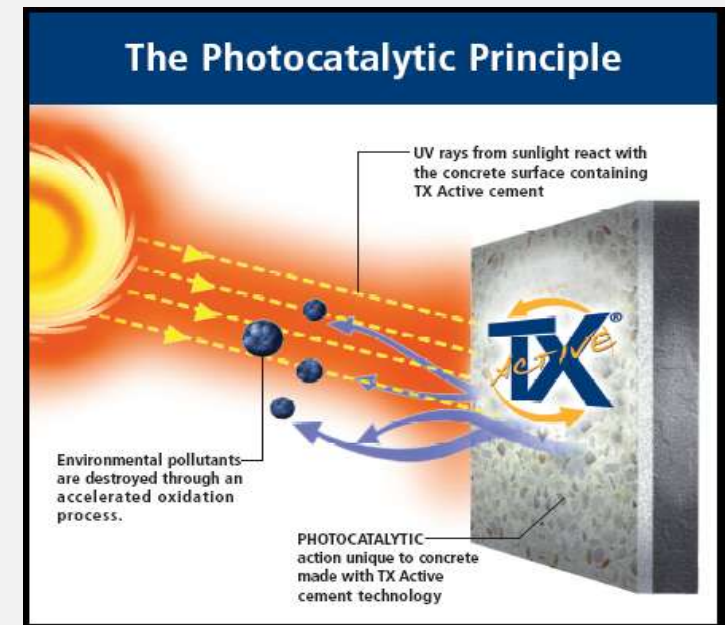 The Photocatalytic Principle
UV rays from sunlight react with
the concrete surface containing
TX Active cement
TX®
ACTIVE
Environmental pollutants
are destroyed through an
accelerated oxidation
process.
PHOTOCATALYTIC
action unique to concrete
made with TX Active
cement technology